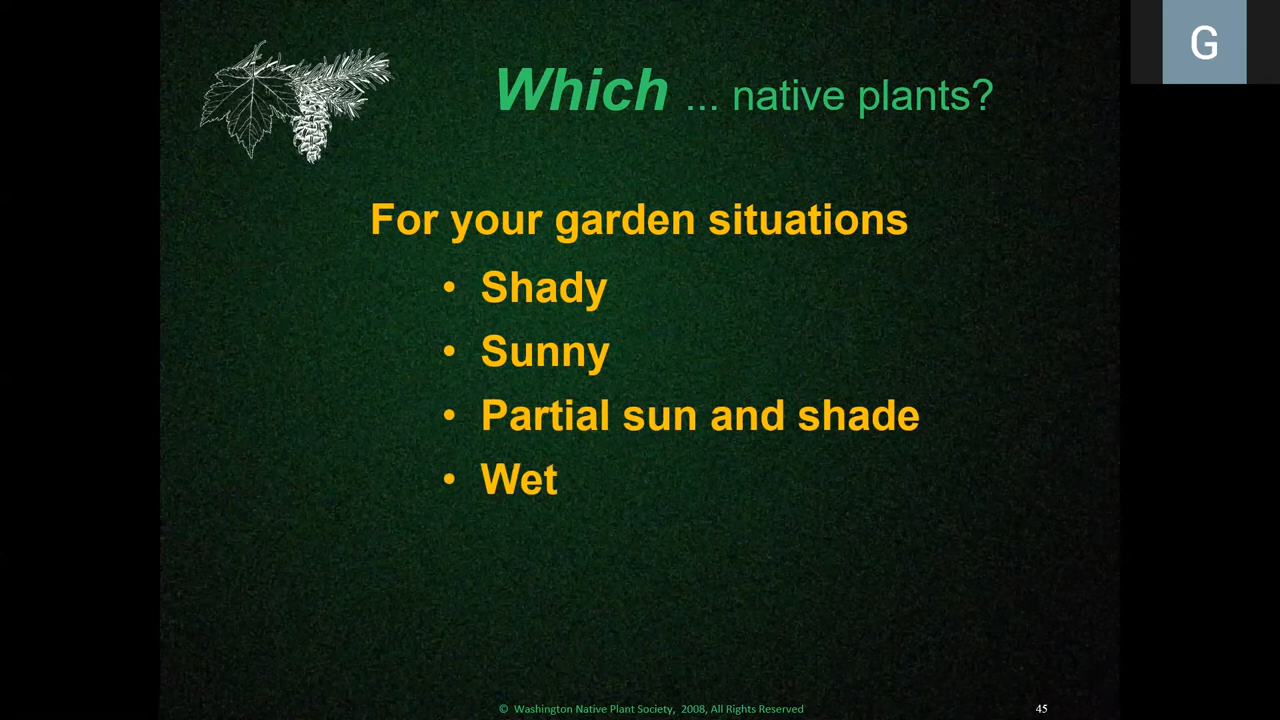 G
Which ... native plants?
For your garden situations
• Shady
• Sunny
• Partial sun and shade
• Wet
© Washington Native Plant Society, 2008, All Rights Reserved
45